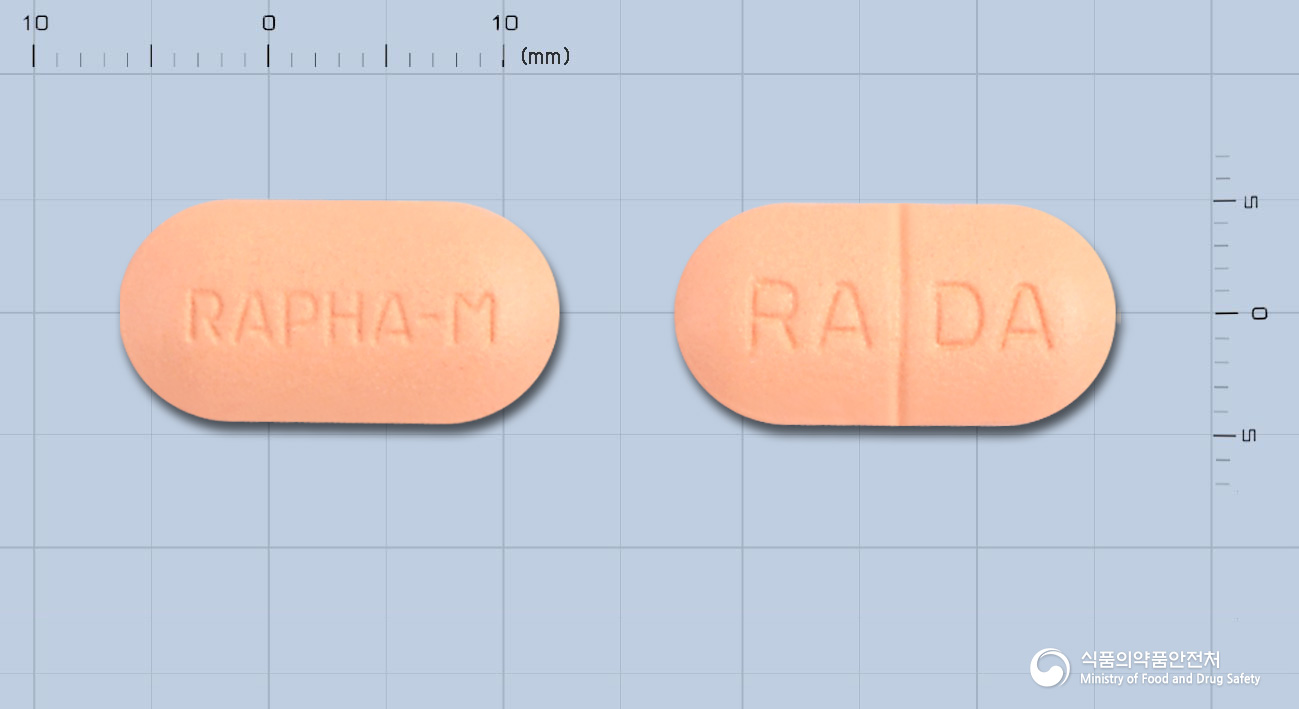 10 0 10
(mm)
RAPHA-M
RA DA
5
0
5
식품의약품안전처
Ministry of Food and Drug Safety